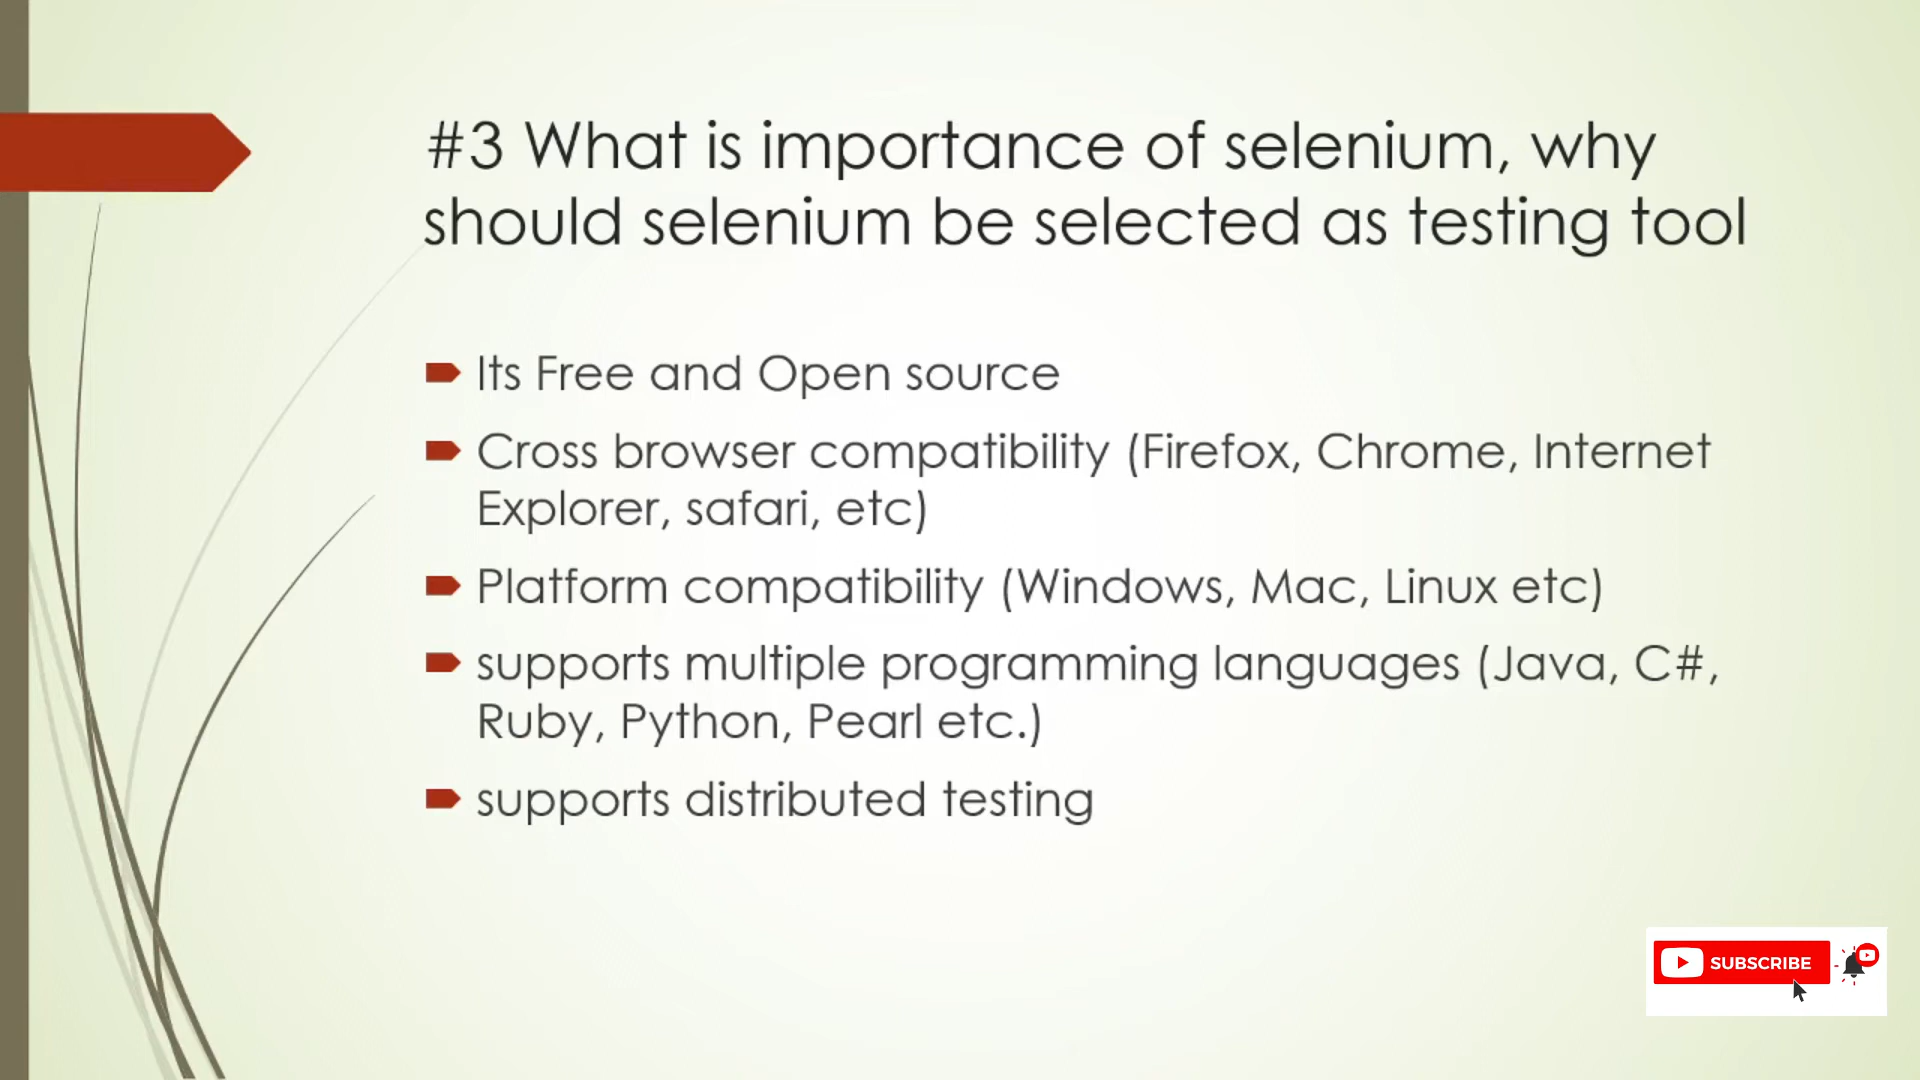 #3 What is importance of selenium, why
should selenium be selected as testing tool
Its Free and Open source
Cross browser compatibility (Firefox, Chrome, Internet
Explorer, safari, etc)
Platform compatibility (Windows, Mac, Linux etc)
supports multiple programming languages (Java, C#,
Ruby, Python, Pearl etc.)
supports distributed testing
SUBSCRIBE